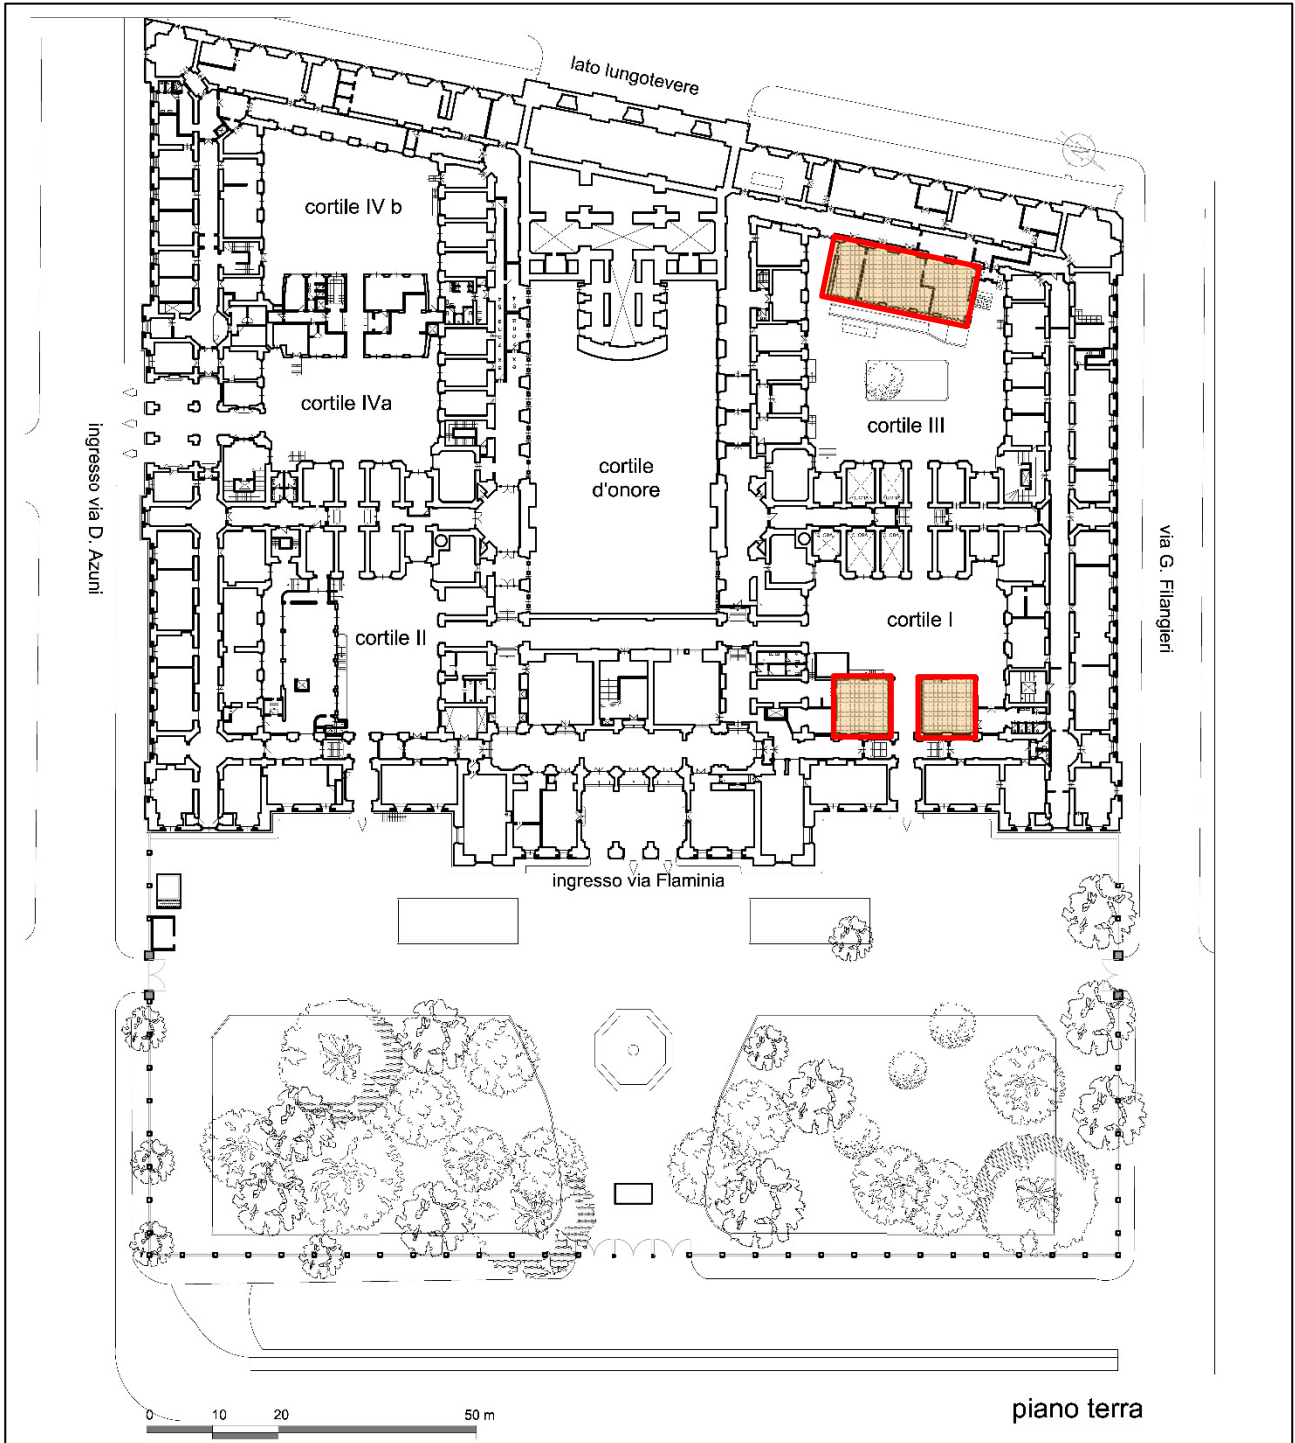 lato lungotevere
cortile IV b
cortile IVa
cortile III
cortile
d'onore
ingresso via D. Azuni
via G. Filangieri
cortile II
cortile I
ingresso via Flaminia
0 10 20 50 m
piano terra